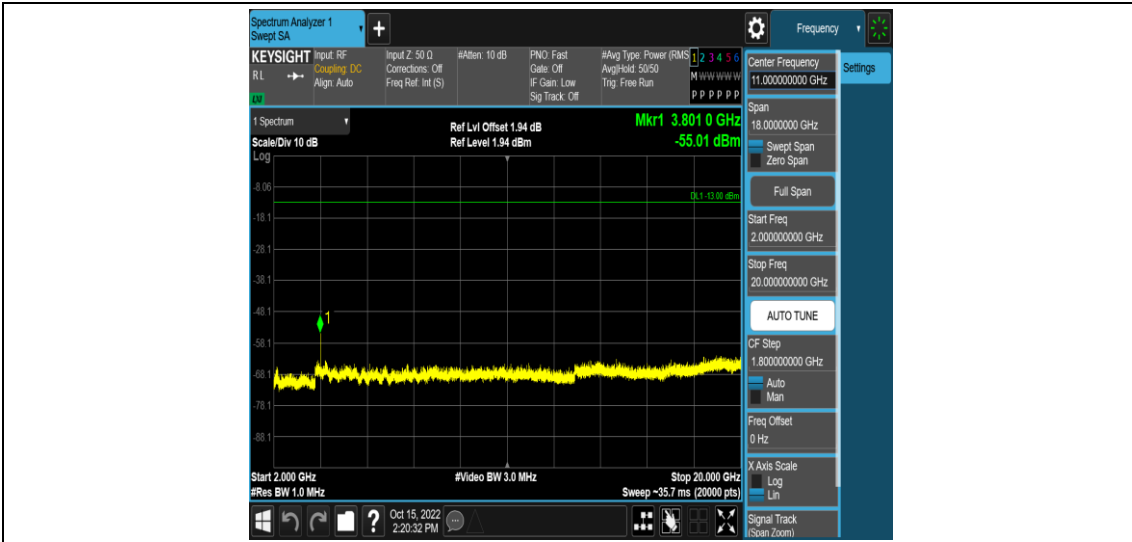 Spectrum Analyzer 1
Swept SA
Frequency
KEYSIGHT
RL
LNI
Input: RF
Coupling: DC
Align: Auto
Input Z: 50 Ω
Corrections: Off
Freq Ref: Int (S)
#Atten: 10 dB
PNO: Fast
Gate: Off
IF Gain: Low
Sig Track: Off
#Avg Type: Power (RMS
Avg|Hold: 50/50
Trig: Free Run
1 2 3 4 5 6
M W W W W W
P P P P P P
1 Spectrum
Scale/Div 10 dB
Log
Ref Lvl Offset 1.94 dB
Ref Level 1.94 dBm
Mkr1 3.801 0 GHz
-55.01 dBm
-8.06
DL1 -13.00 dBm
-18.1
-28.1
-38.1
-48.1
1
-58.1
-68.1
-78.1
-88.1
Start 2.000 GHz
#Res BW 1.0 MHz
#Video BW 3.0 MHz
Stop 20.000 GHz
Sweep ~35.7 ms (20000 pts)
Oct 15, 2022
2:20:32 PM
Center Frequency
11.000000000 GHz
Settings
Span
18.0000000 GHz
Swept Span
Zero Span
Full Span
Start Freq
2.000000000 GHz
Stop Freq
20.000000000 GHz
AUTO TUNE
CF Step
1.800000000 GHz
Auto
Man
Freq Offset
0 Hz
X Axis Scale
Log
Lin
Signal Track
(Span Zoom)